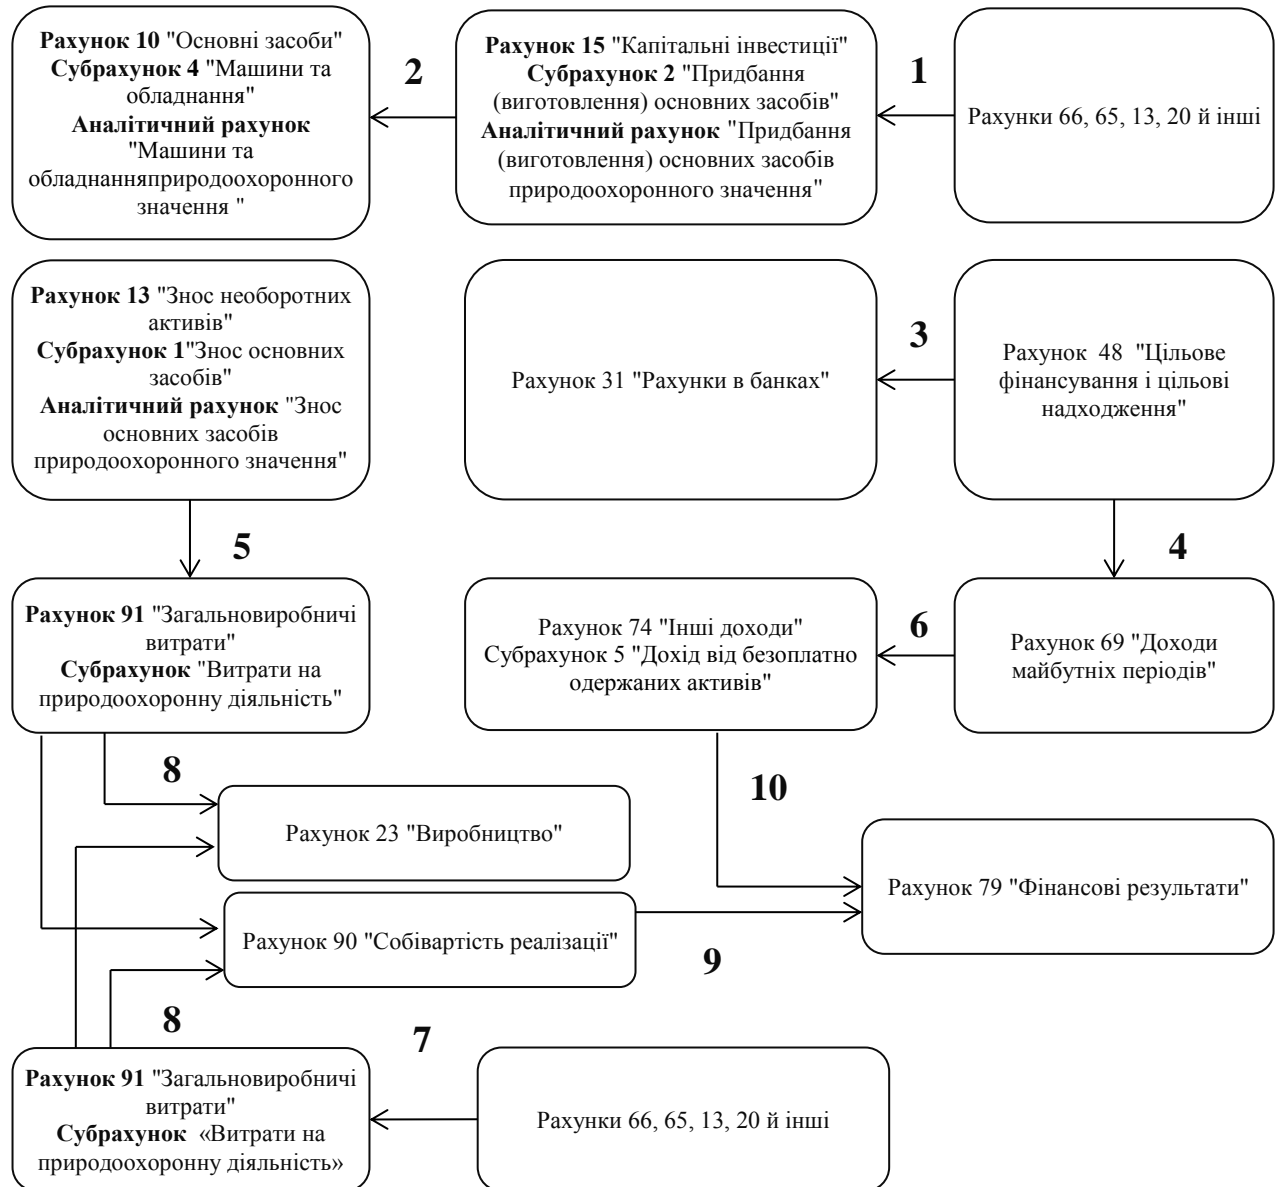 Рахунок 10 "Основні засоби"
Субрахунок 4 "Машини та
обладнання"
Аналітичний рахунок
"Машини та
обладнанняприродоохоронного
значення "
2
Рахунок 15 "Капітальні інвестиції"
Субрахунок 2 "Придбання
(виготовлення) основних засобів"
Аналітичний рахунок "Придбання
(виготовлення) основних засобів
природоохоронного значення"
1
Рахунки 66, 65, 13, 20 й інші
Рахунок 13 "Знос необоротних
активів"
Субрахунок 1"Знос основних
засобів"
Аналітичний рахунок "Знос
основних засобів
природоохоронного значення"
Рахунок 31 "Рахунки в банках"
3
Рахунок 48 "Цільове
фінансування і цільові
надходження"
5
4
Рахунок 91 "Загальновиробничі
витрати"
Субрахунок "Витрати на
природоохоронну діяльність"
Рахунок 74 "Інші доходи"
Субрахунок 5 "Дохід від безоплатно
одержаних активів"
6
Рахунок 69 "Доходи
майбутніх періодів"
8
10
Рахунок 23 "Виробництво"
Рахунок 79 "Фінансові результати"
Рахунок 90 "Собівартість реалізації"
9
8
7
Рахунок 91 "Загальновиробничі
витрати"
Субрахунок «Витрати на
природоохоронну діяльність»
Рахунки 66, 65, 13, 20 й інші